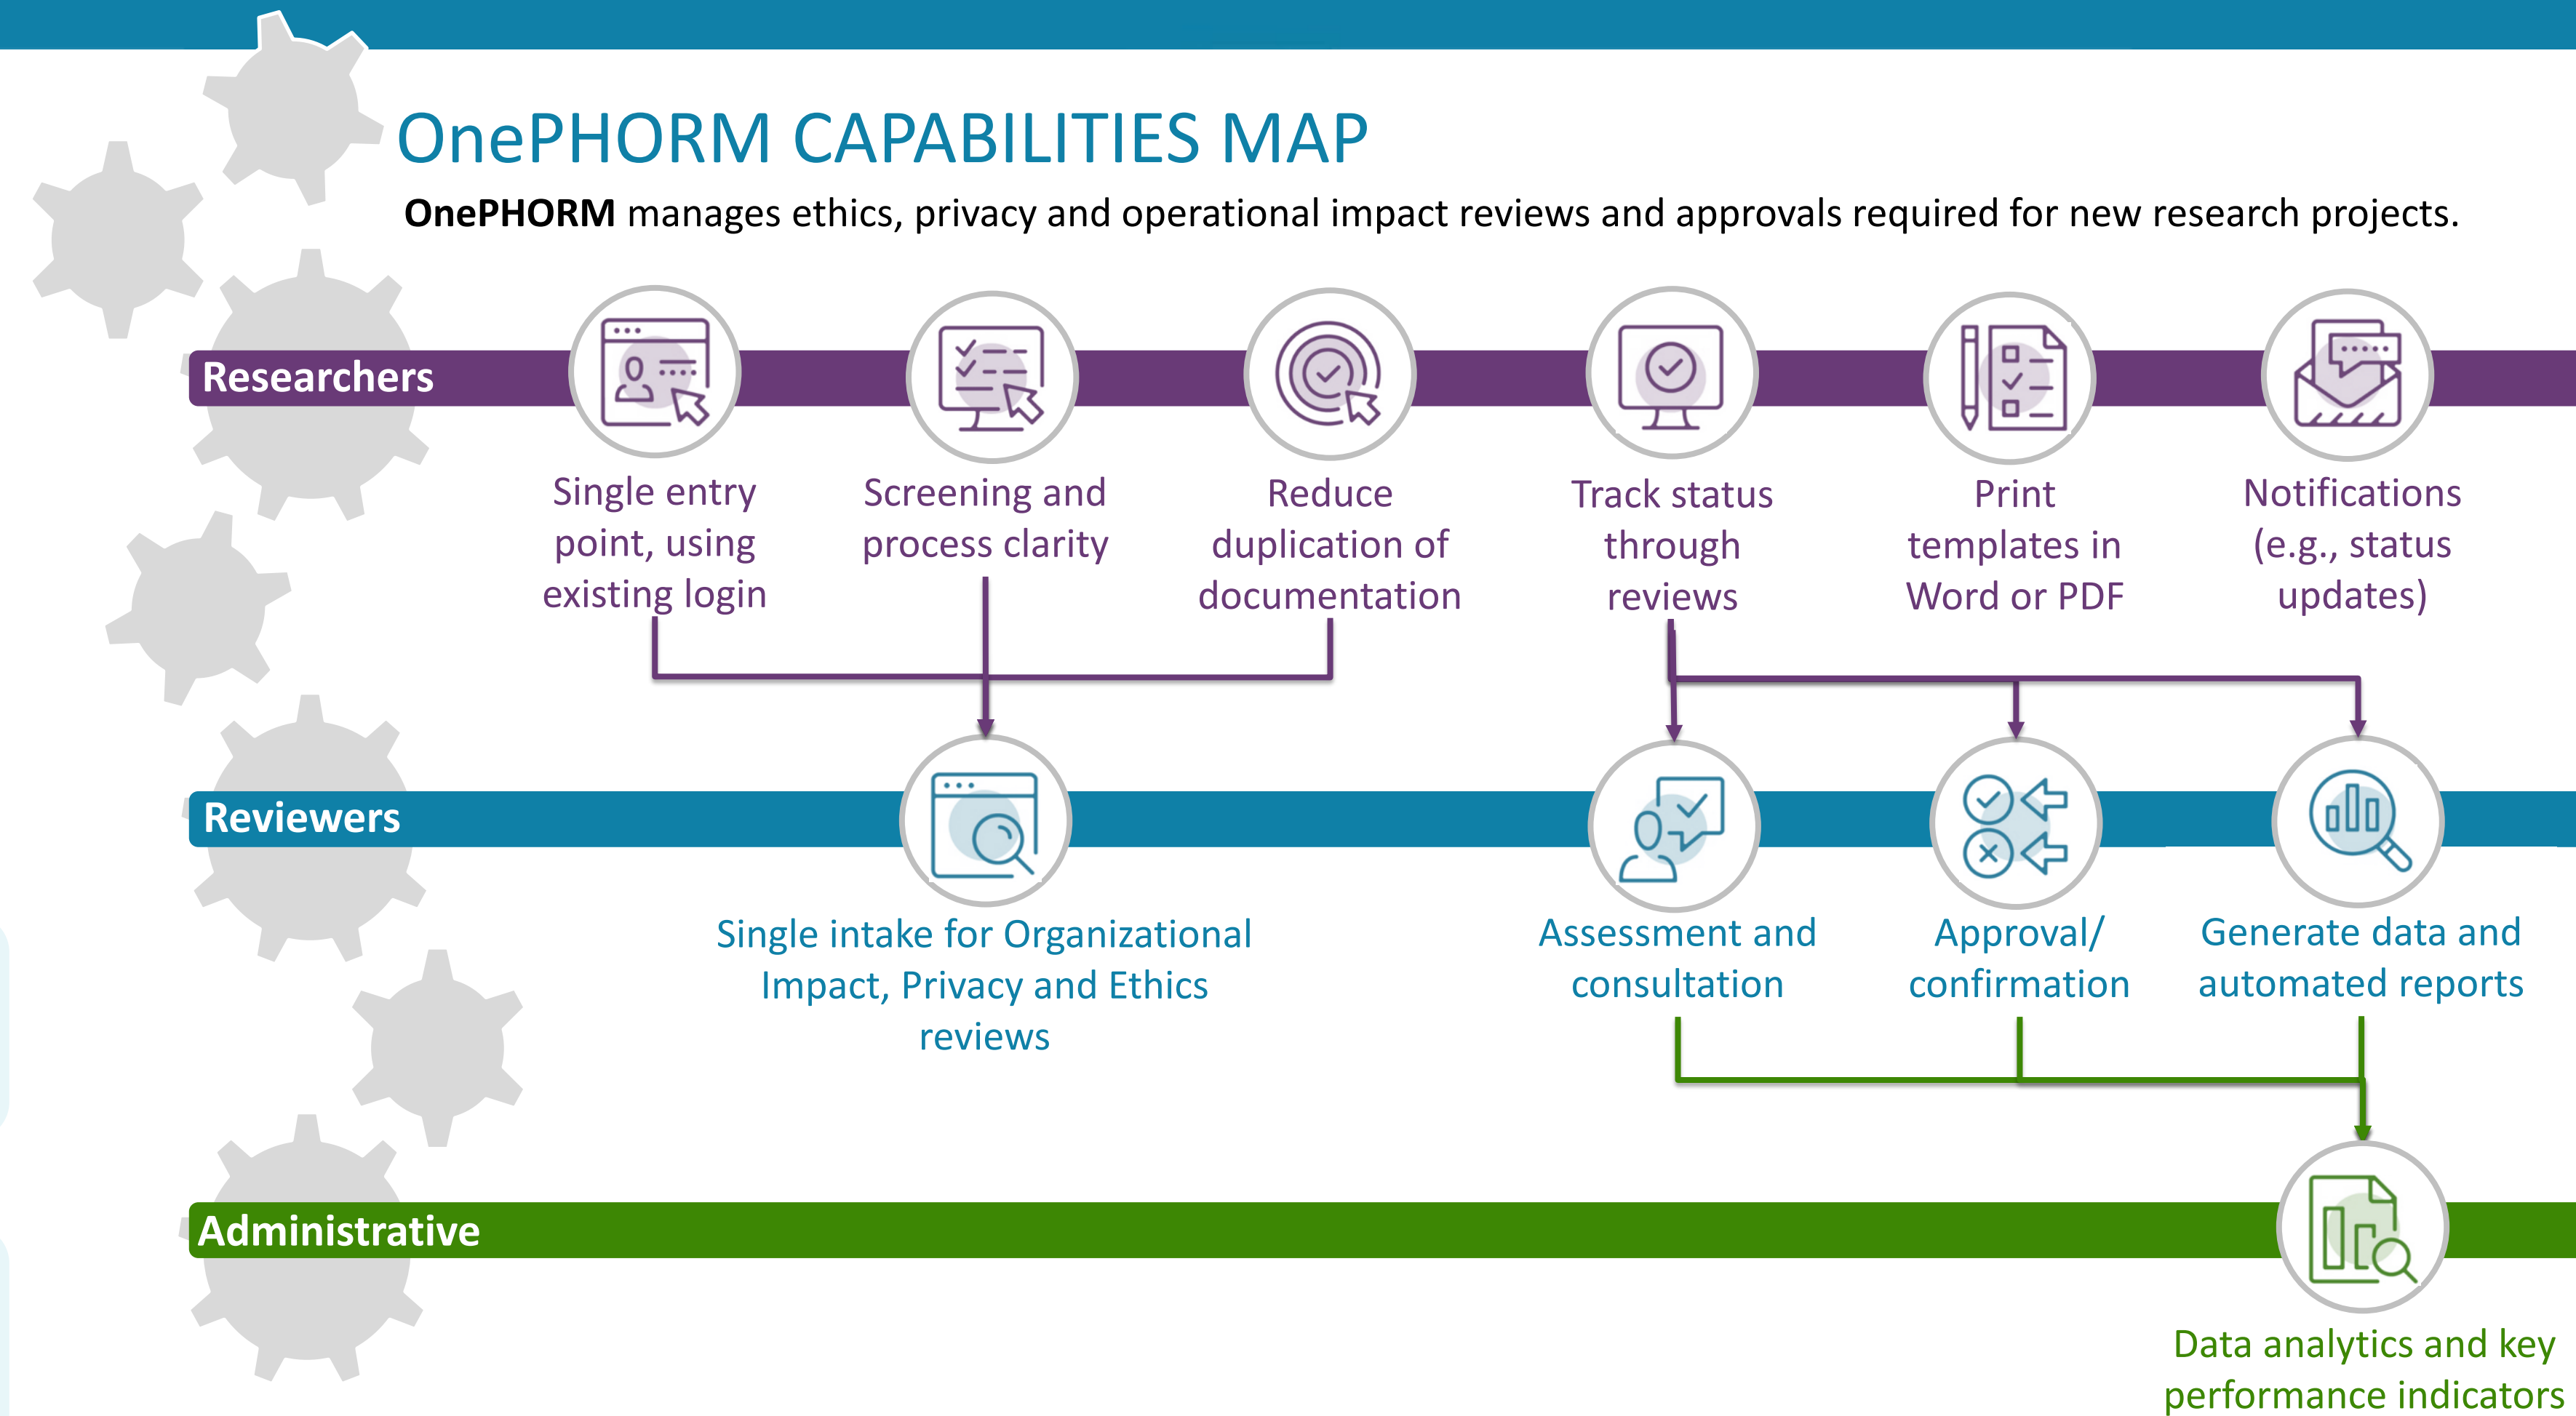 OnePHORM CAPABILITIES MAP
OnePHORM manages ethics, privacy and operational impact reviews and approvals required for new research projects.
Researchers
Single entry
point, using
existing login
Screening and
process clarity
Reduce
duplication of
documentation
Track status
through
reviews
Print
templates in
Word or PDF
Notifications
(e.g., status
updates)
Reviewers
Single intake for Organizational
Impact, Privacy and Ethics
reviews
Assessment and
consultation
Approval/
confirmation
Generate data and
automated reports
Administrative
Data analytics and key
performance indicators